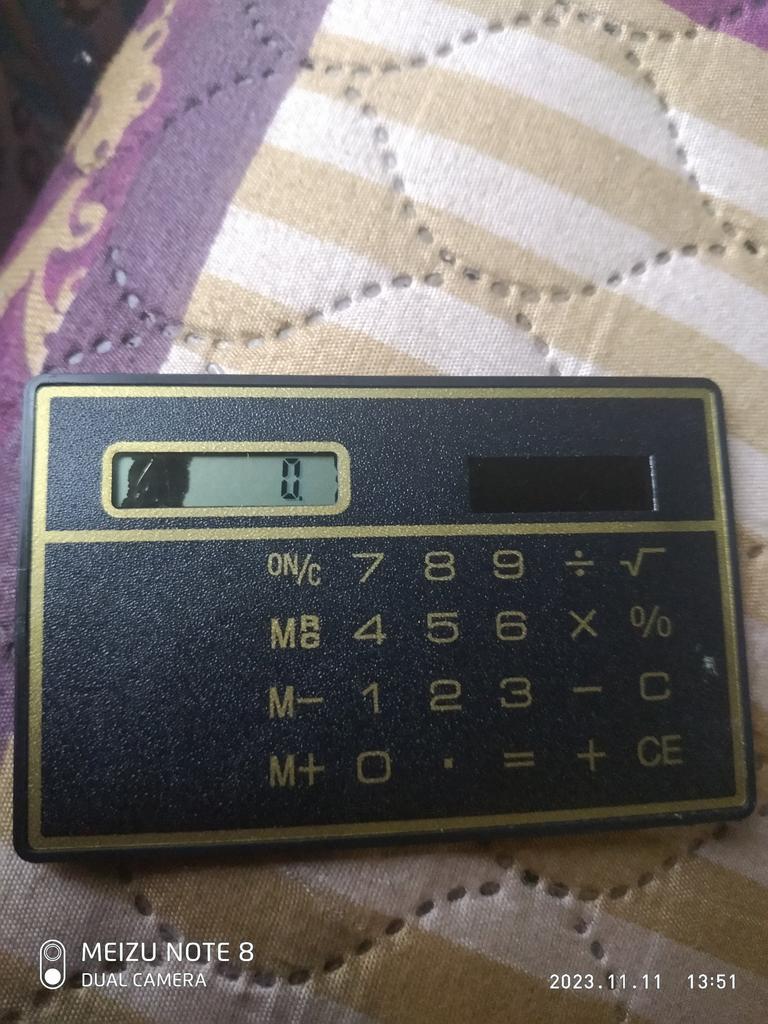 0.
ON/C 7 8 9 ÷ √
MRC 4 5 6 × %
M− 1 2 3 − C
M+ 0 . = + CE
MEIZU NOTE 8
DUAL CAMERA
2023.11.11 13:51